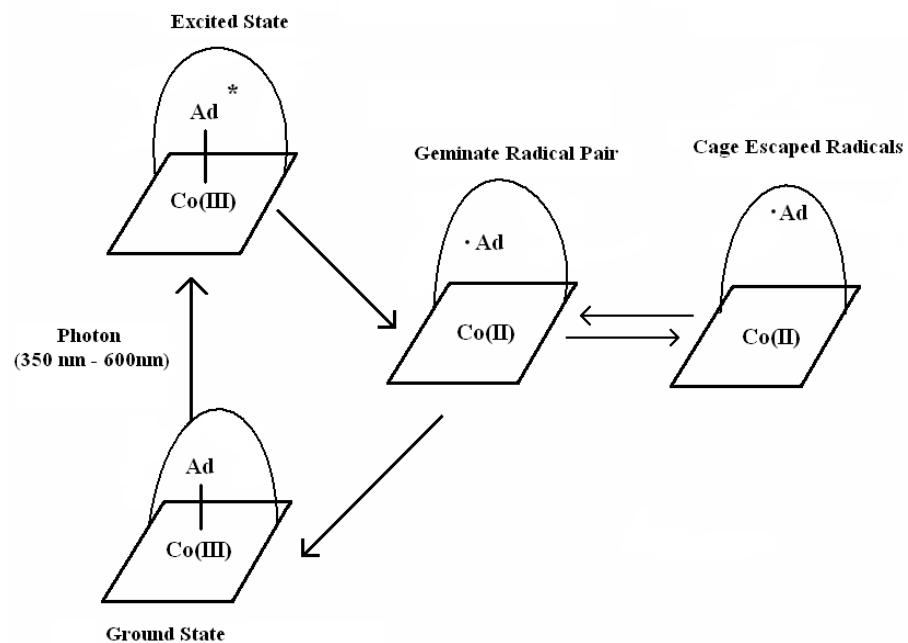 Excited State
Ad *
Co(III)
Geminate Radical Pair
· Ad
Co(II)
Cage Escaped Radicals
· Ad
Co(II)
Photon
(350 nm - 600nm)
Ad
Co(III)
Ground State